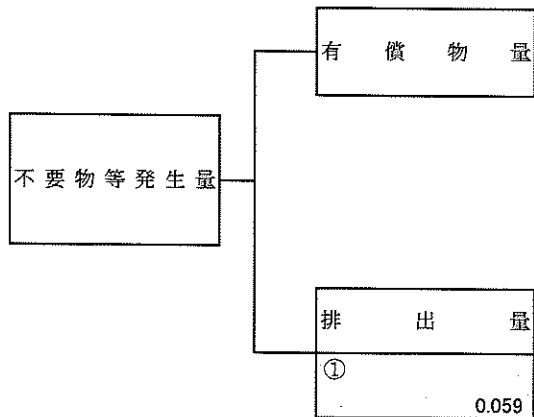 有償物量
不要物等発生量
排出量
①
0.059